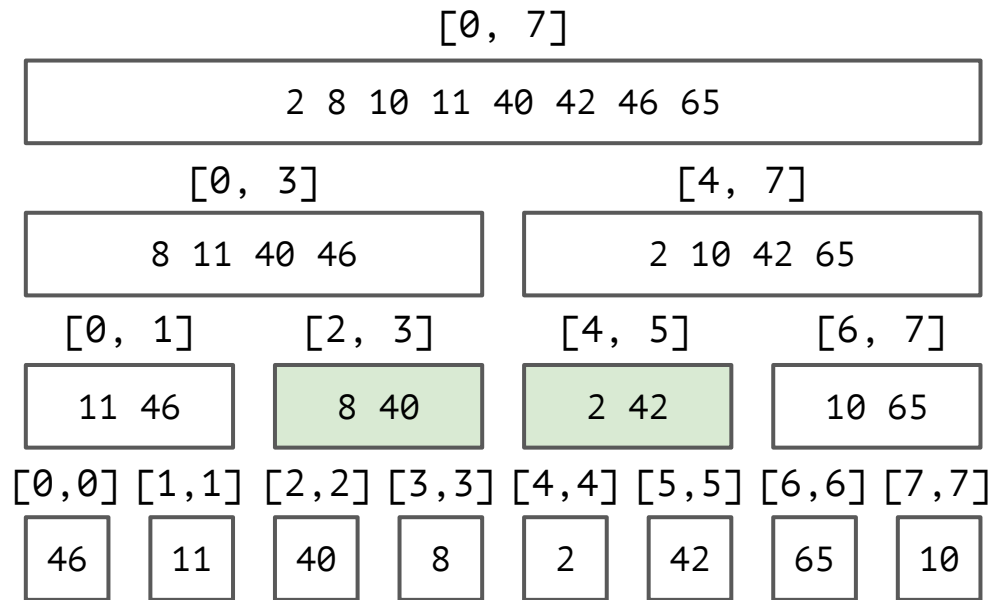 [0, 7]
2 8 10 11 40 42 46 65
[0, 3] [4, 7]
8 11 40 46 2 10 42 65
[0, 1] [2, 3] [4, 5] [6, 7]
11 46 8 40 2 42 10 65
[0,0] [1,1] [2,2] [3,3] [4,4] [5,5] [6,6] [7,7]
46 11 40 8 2 42 65 10